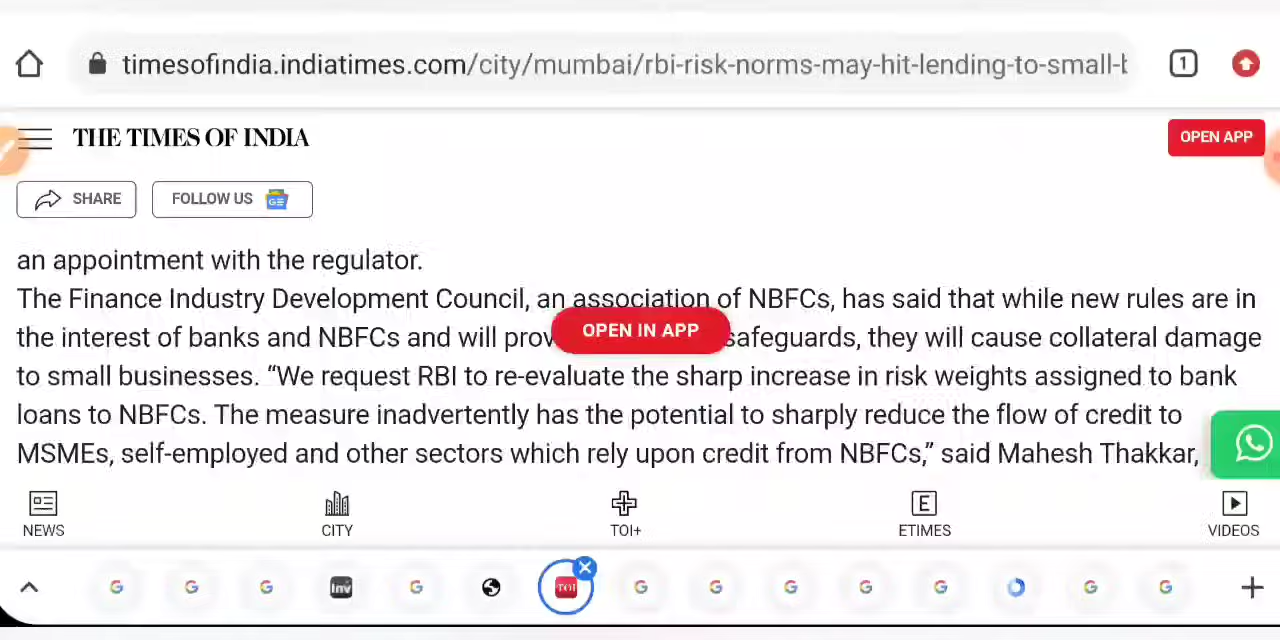 timesofindia.indiatimes.com/city/mumbai/rbi-risk-norms-may-hit-lending-to-small-b
1
THE TIMES OF INDIA
OPEN APP
SHARE
FOLLOW US
GE
an appointment with the regulator.
The Finance Industry Development Council, an association of NBFCs, has said that while new rules are in
the interest of banks and NBFCs and will safeguards, they will cause collateral damage
OPEN IN APP
to small businesses. “We request RBI to re-evaluate the sharp increase in risk weights assigned to bank
loans to NBFCs. The measure inadvertently has the potential to sharply reduce the flow of credit to
MSMEs, self-employed and other sectors which rely upon credit from NBFCs,” said Mahesh Thakkar,
NEWS
CITY
TOI+
E
ETIMES
VIDEOS
Inv
TOI